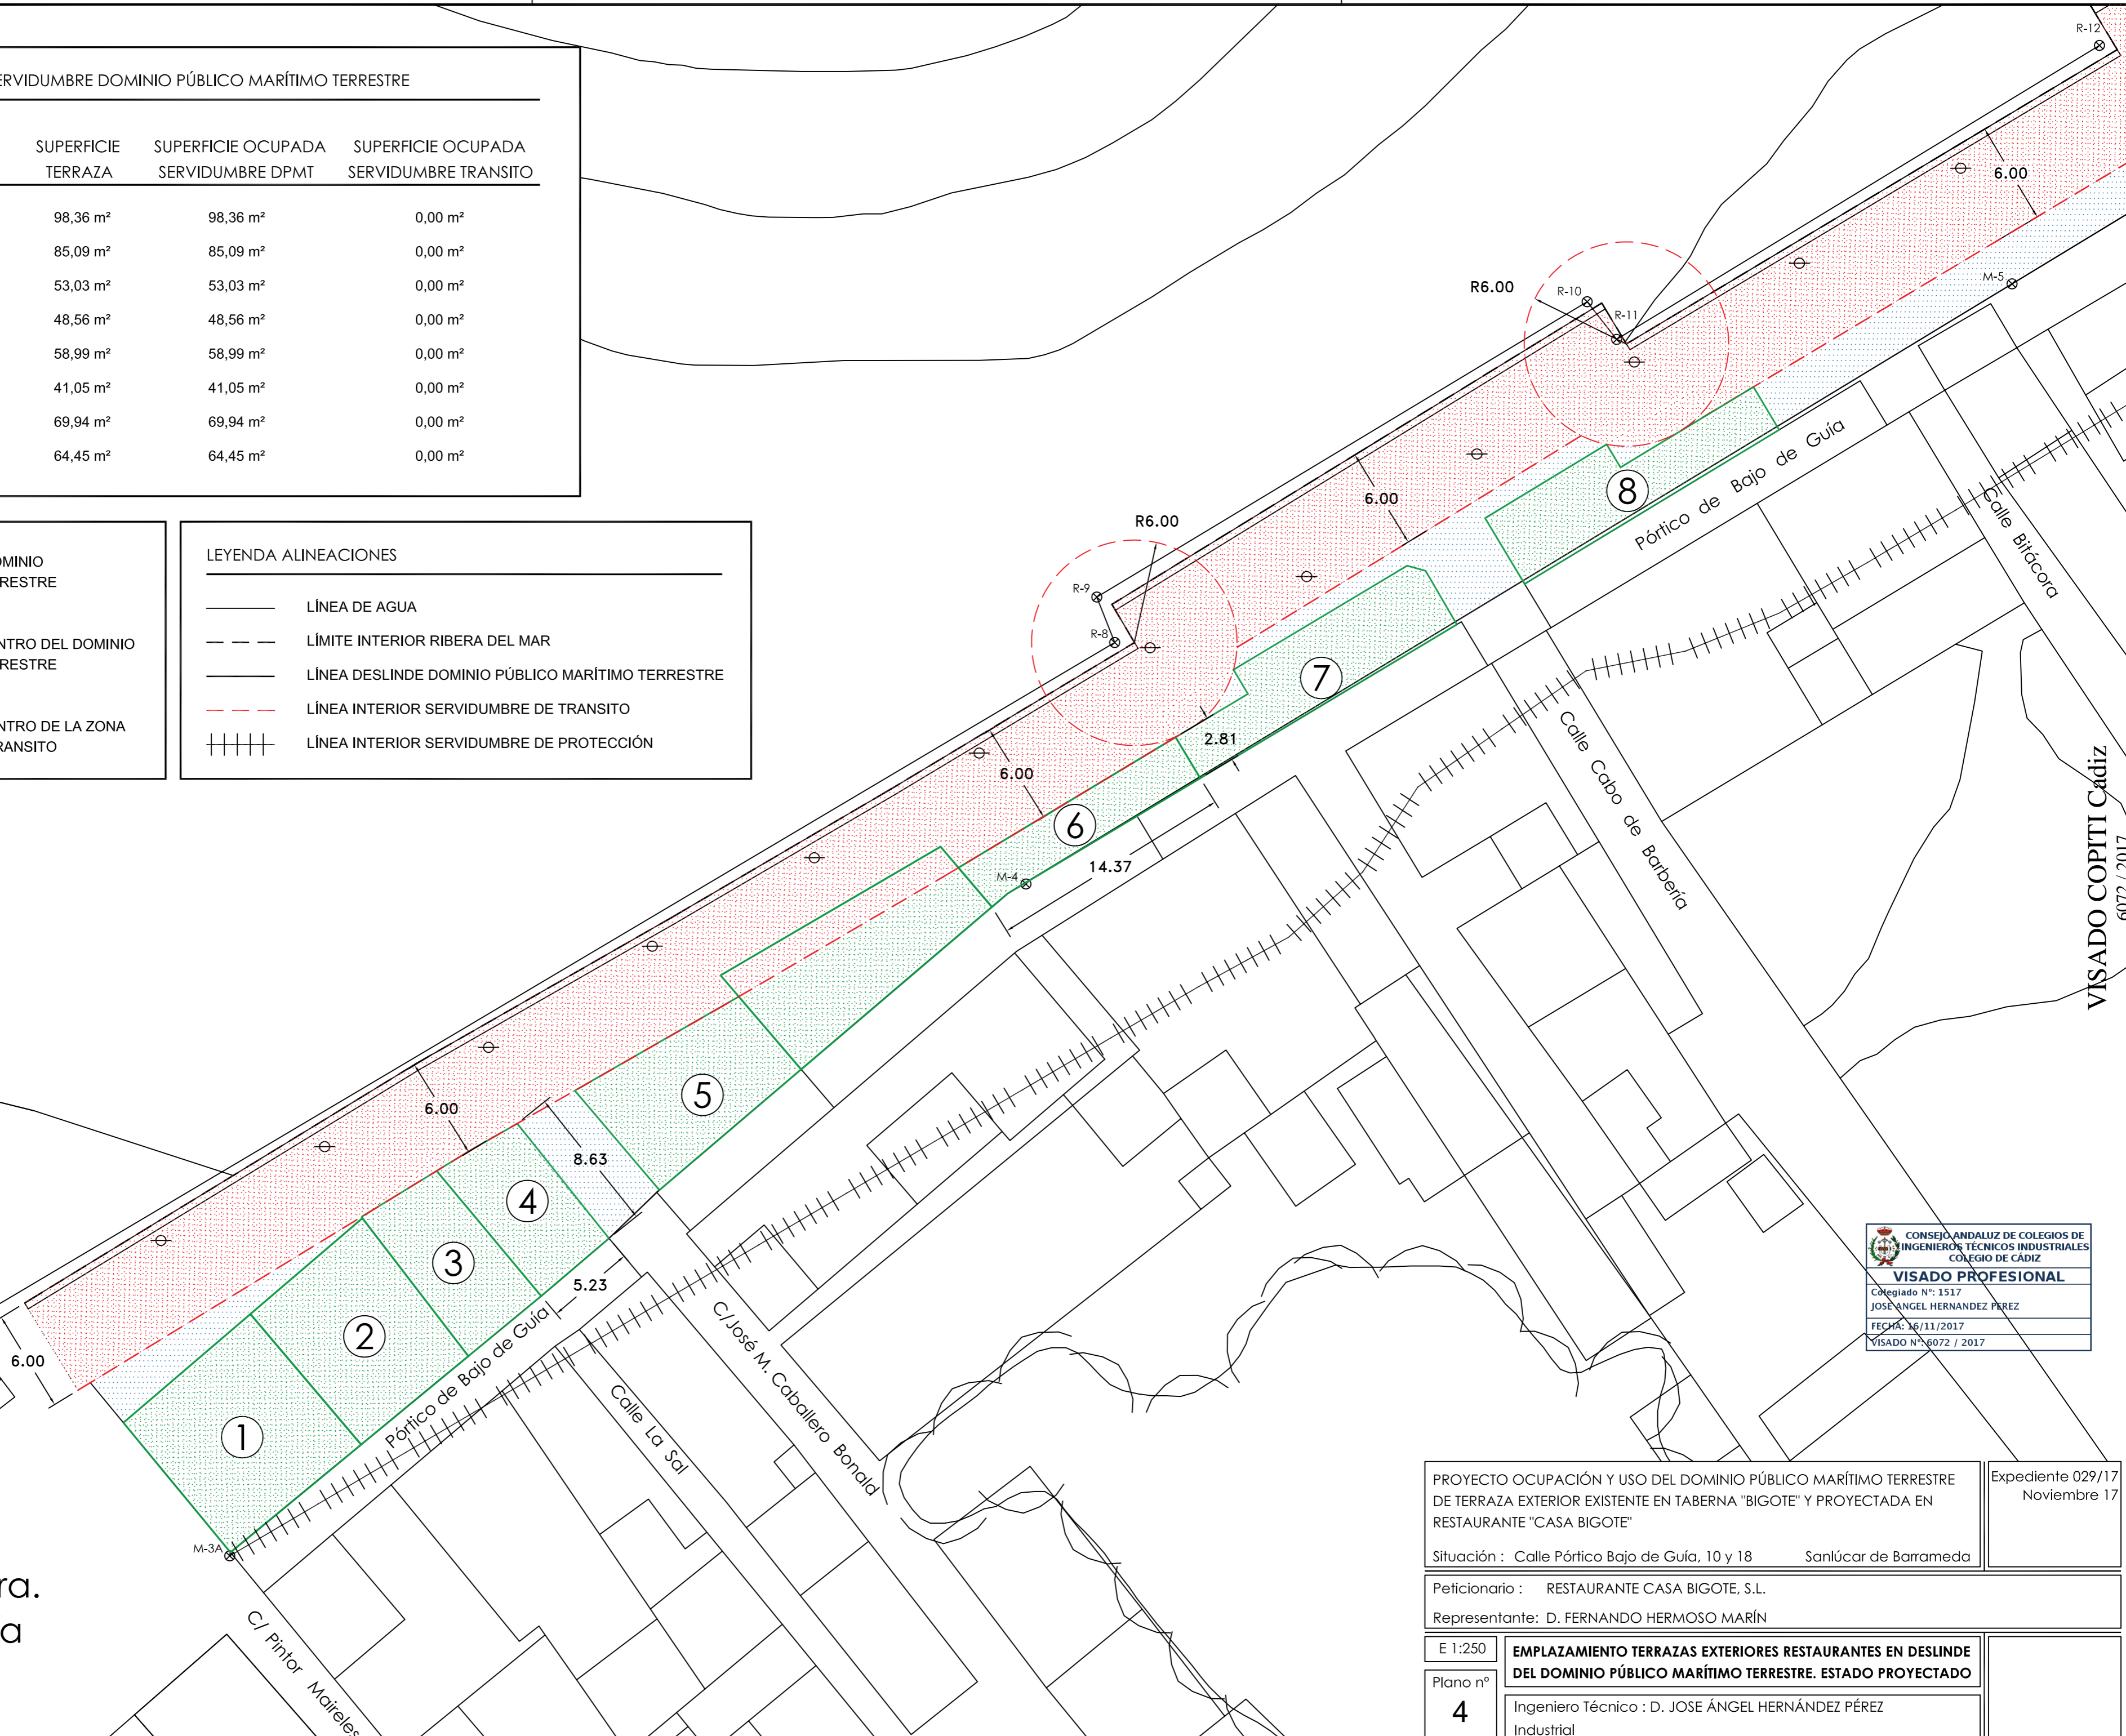 SERVIDUMBRE DOMINIO PÚBLICO MARÍTIMO TERRESTRE
SUPERFICIE TERRAZA
SUPERFICIE OCUPADA SERVIDUMBRE DPMT
SUPERFICIE OCUPADA SERVIDUMBRE TRANSITO
98,36 m² 98,36 m² 0,00 m²
85,09 m² 85,09 m² 0,00 m²
53,03 m² 53,03 m² 0,00 m²
48,56 m² 48,56 m² 0,00 m²
58,99 m² 58,99 m² 0,00 m²
41,05 m² 41,05 m² 0,00 m²
69,94 m² 69,94 m² 0,00 m²
64,45 m² 64,45 m² 0,00 m²
OMINIO
RESTRE
NTRO DEL DOMINIO
RESTRE
NTRO DE LA ZONA
RANSITO
LEYENDA ALINEACIONES
LÍNEA DE AGUA
LÍMITE INTERIOR RIBERA DEL MAR
LÍNEA DESLINDE DOMINIO PÚBLICO MARÍTIMO TERRESTRE
LÍNEA INTERIOR SERVIDUMBRE DE TRANSITO
LÍNEA INTERIOR SERVIDUMBRE DE PROTECCIÓN
R-12
6.00
M-5
R6.00
R-10
R-11
8
Pórtico de Bajo de Guía
Calle Bitácora
6.00
R6.00
R-9
R-8
7
2.81
6.00
6
M-4
14.37
Calle Cabo de Barbería
VISADO COPITI Cadiz
6072 / 2017
5
6.00
8.63
4
3
5.23
2
1
6.00
Pórtico de Bajo de Guía
M-3A
Calle La Sal
C/José M. Caballero Bonald
C/ Pintor Maireles
ra.
a
CONSEJO ANDALUZ DE COLEGIOS DE
INGENIEROS TÉCNICOS INDUSTRIALES
COLEGIO DE CÁDIZ
VISADO PROFESIONAL
Colegiado Nº: 1517
JOSE ANGEL HERNANDEZ PEREZ
FECHA: 16/11/2017
VISADO Nº: 6072 / 2017
PROYECTO OCUPACIÓN Y USO DEL DOMINIO PÚBLICO MARÍTIMO TERRESTRE
DE TERRAZA EXTERIOR EXISTENTE EN TABERNA "BIGOTE" Y PROYECTADA EN
RESTAURANTE "CASA BIGOTE"
Situación : Calle Pórtico Bajo de Guía, 10 y 18 Sanlúcar de Barrameda
Expediente 029/17
Noviembre 17
Peticionario : RESTAURANTE CASA BIGOTE, S.L.
Representante: D. FERNANDO HERMOSO MARÍN
E 1:250
EMPLAZAMIENTO TERRAZAS EXTERIORES RESTAURANTES EN DESLINDE
DEL DOMINIO PÚBLICO MARÍTIMO TERRESTRE. ESTADO PROYECTADO
Plano nº
4
Ingeniero Técnico : D. JOSE ÁNGEL HERNÁNDEZ PÉREZ
Industrial